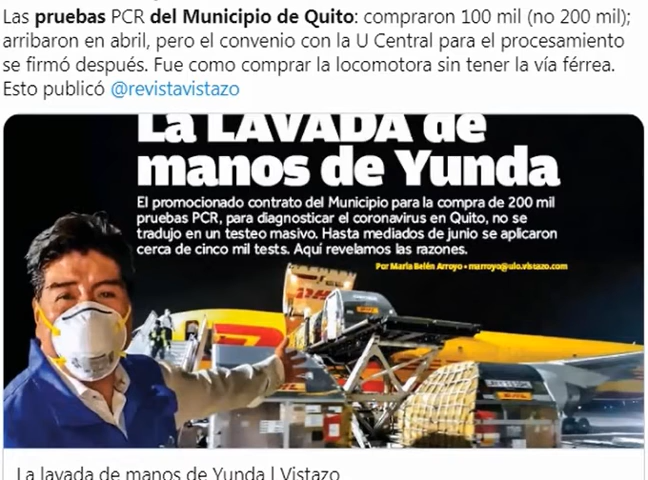 Las pruebas PCR del Municipio de Quito: compraron 100 mil (no 200 mil);
arribaron en abril, pero el convenio con la U Central para el procesamiento
se firmó después. Fue como comprar la locomotora sin tener la vía férrea.
Esto publicó @revistavistazo
La LAVADA de
manos de Yunda
El promocionado contrato del Municipio para la compra de 200 mil
pruebas PCR, para diagnosticar el coronavirus en Quito, no se
tradujo en un testeo masivo. Hasta mediados de junio se aplicaron
cerca de cinco mil tests. Aquí revelamos las razones.
Por María Belén Arroyo • marroyo@ulo.vistazo.com
DHL
La lavada de manos de Yunda | Vistazo